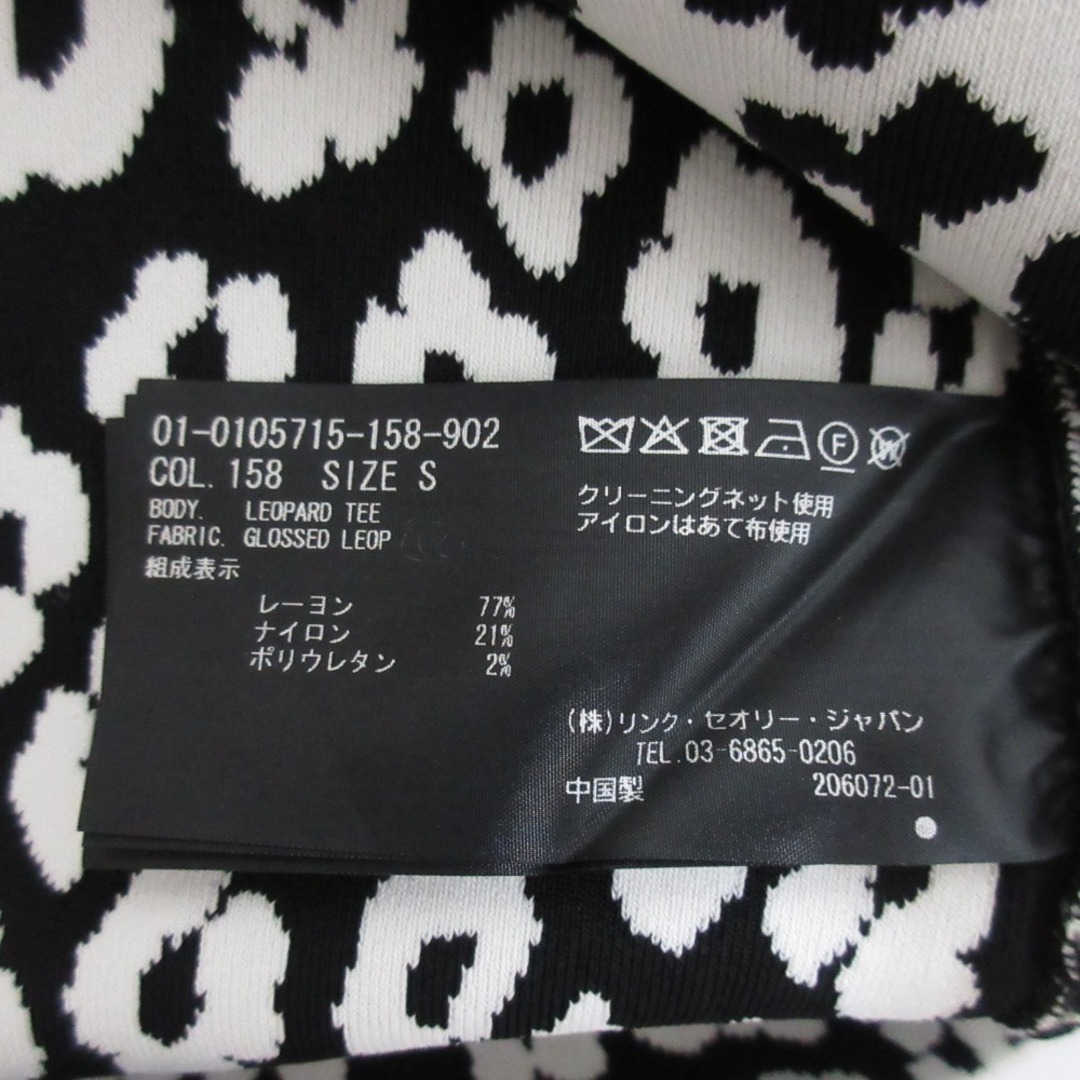 01-0105715-158-902
COL. 158 SIZE S
BODY. LEOPARD TEE
FABRIC. GLOSSED LEOP
組成表示
レーヨン 77%
ナイロン 21%
ポリウレタン 2%
F
W
クリーニングネット使用
アイロンはあて布使用
(株)リンク・セオリー・ジャパン
TEL.03-6865-0206
中国製 206072-01